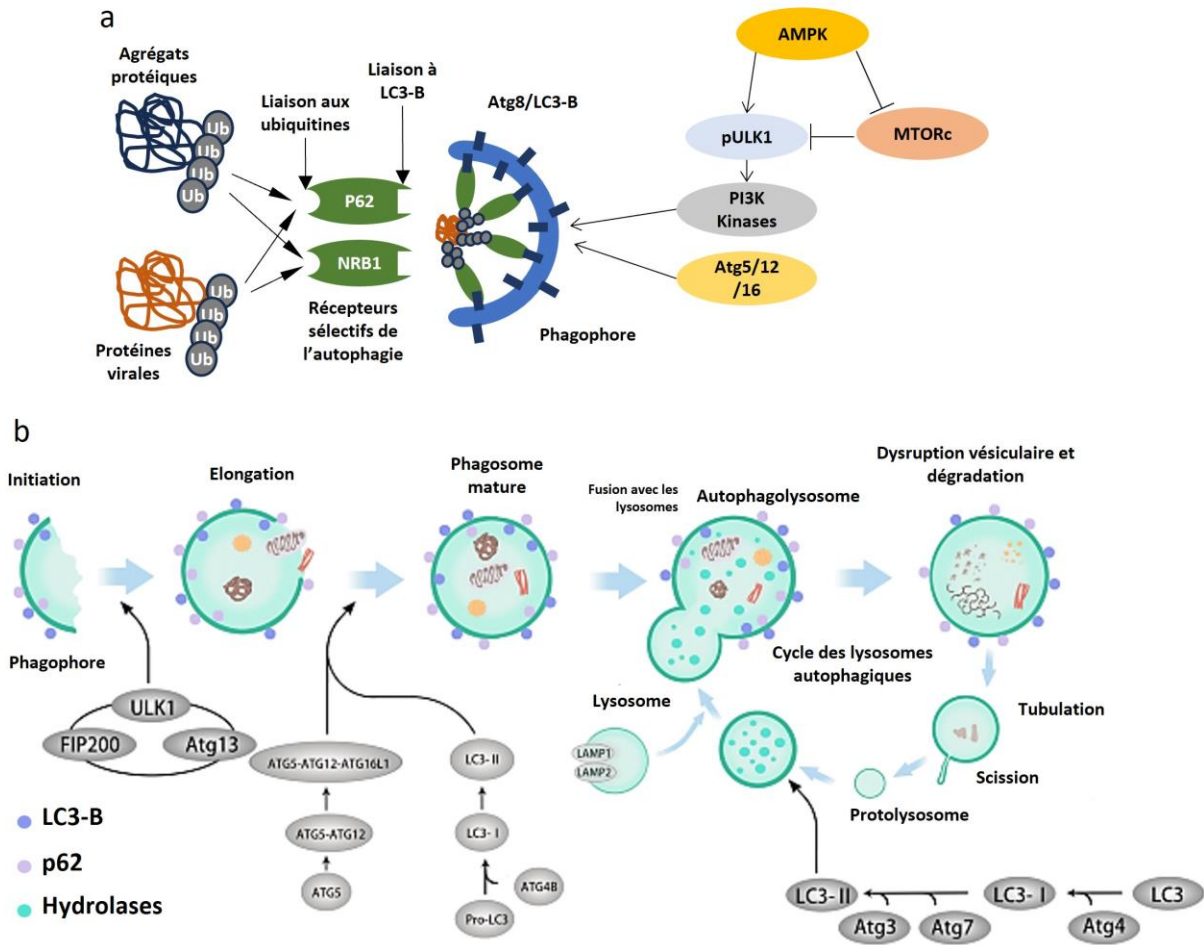 a
Agrégats
protéiques
Ub
Ub
Ub
Ub
Liaison aux
ubiquitines
Liaison à
LC3-B
Atg8/LC3-B
P62
NRB1
Récepteurs
sélectifs de
l'autophagie
Protéines
virales
Ub
Ub
Ub
Ub
Phagophore
AMPK
pULK1
MTORc
PI3K
Kinases
Atg5/12
/16
b
Initiation
Elongation
Phagosome
mature
Fusion avec les
lysosomes
Autophagolysosome
Dysruption vésiculaire et
dégradation
Phagophore
ULK1
FIP200
Atg13
ATG5-ATG12-ATG16L1
ATG5-ATG12
ATG5
LC3-II
LC3- I
ATG4B
Pro-LC3
Lysosome
LAMP1
LAMP2
Cycle des lysosomes
autophagiques
Tubulation
Scission
Protolysosome
LC3-B
p62
Hydrolases
LC3- II
LC3- I
LC3
Atg3
Atg7
Atg4